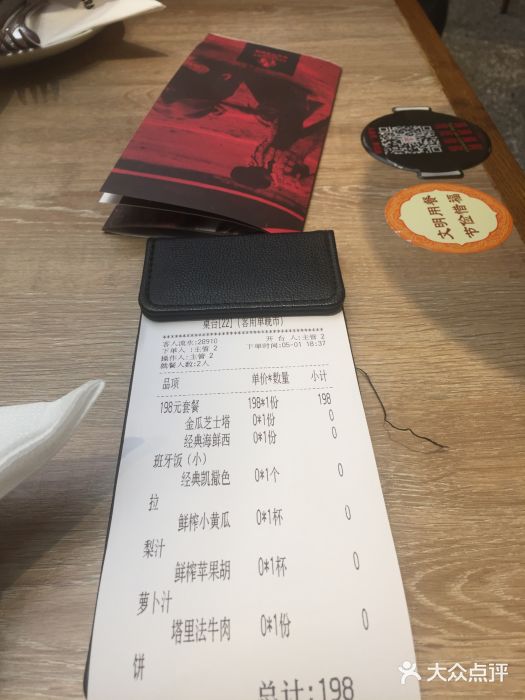 文明用餐
节俭惜福
桌台[22] (客用单晚市)
客人流水:28910 开 台 人:主管 2
下单人 :主管 2 下单时间:05-01 18:37
操作人:主管 2
就餐人数:2人
品项 单价*数量 小计
198元套餐 198*1份 198
金瓜芝士塔 0*1份 0
经典海鲜西 0*1份 0
班牙饭（小）
经典凯撒色 0*1个 0
拉
鲜榨小黄瓜 0*1杯 0
梨汁
鲜榨苹果胡 0*1杯 0
萝卜汁
塔里法牛肉 0*1份 0
饼
总计:198
大众点评